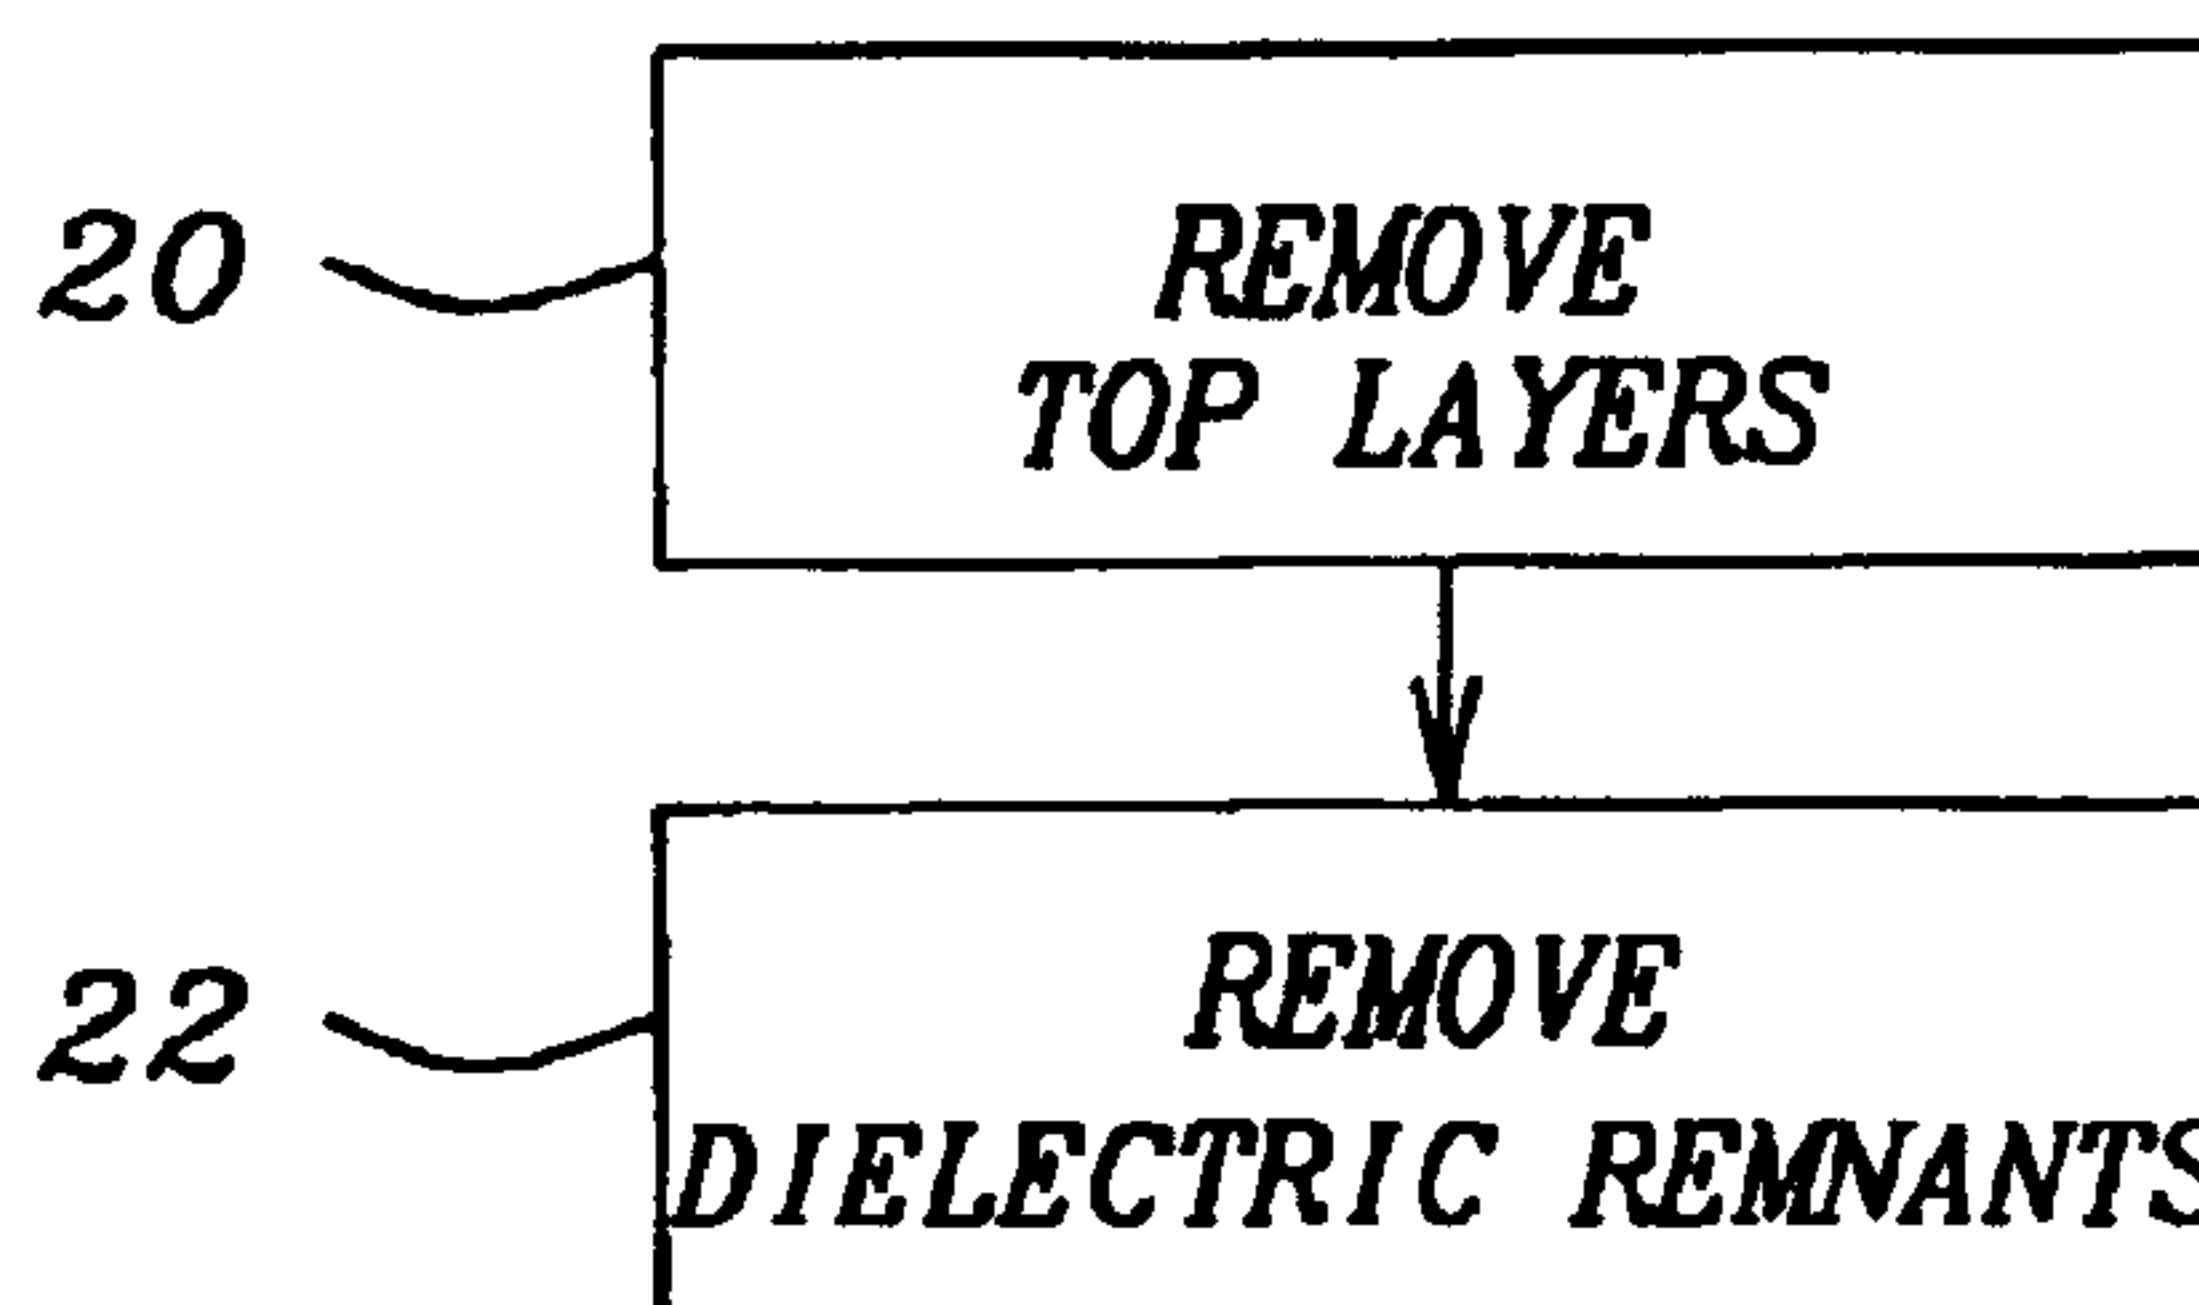 20
REMOVE
TOP LAYERS
22
REMOVE
DIELECTRIC REMNANTS